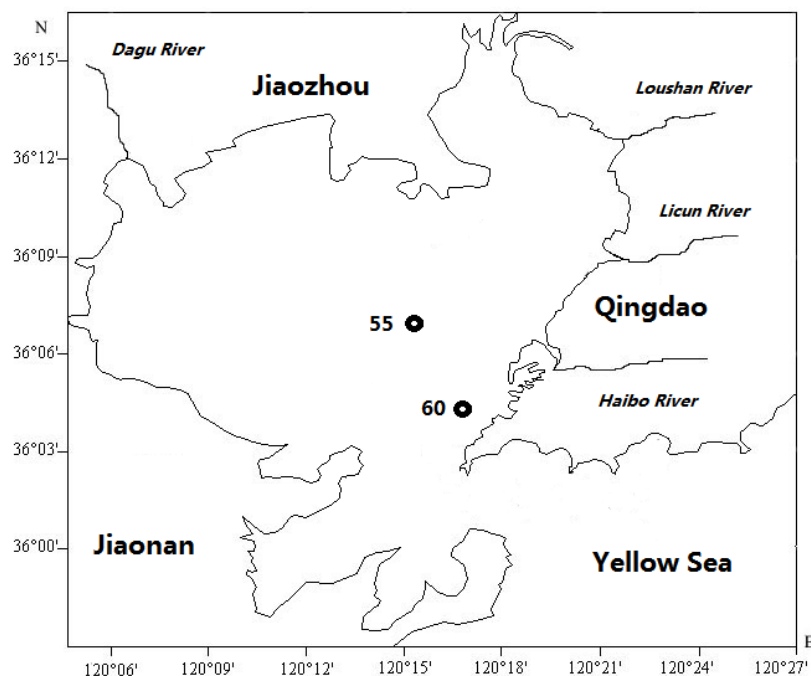 N
36°15'
Dagu River
Jiaozhou
Loushan River
36°12'
Licun River
36°09'
55
Qingdao
36°06'
60
Haibo River
36°03'
36°00'
Jiaonan
Yellow Sea
E
120°06' 120°09' 120°12' 120°15' 120°18' 120°21' 120°24' 120°27'